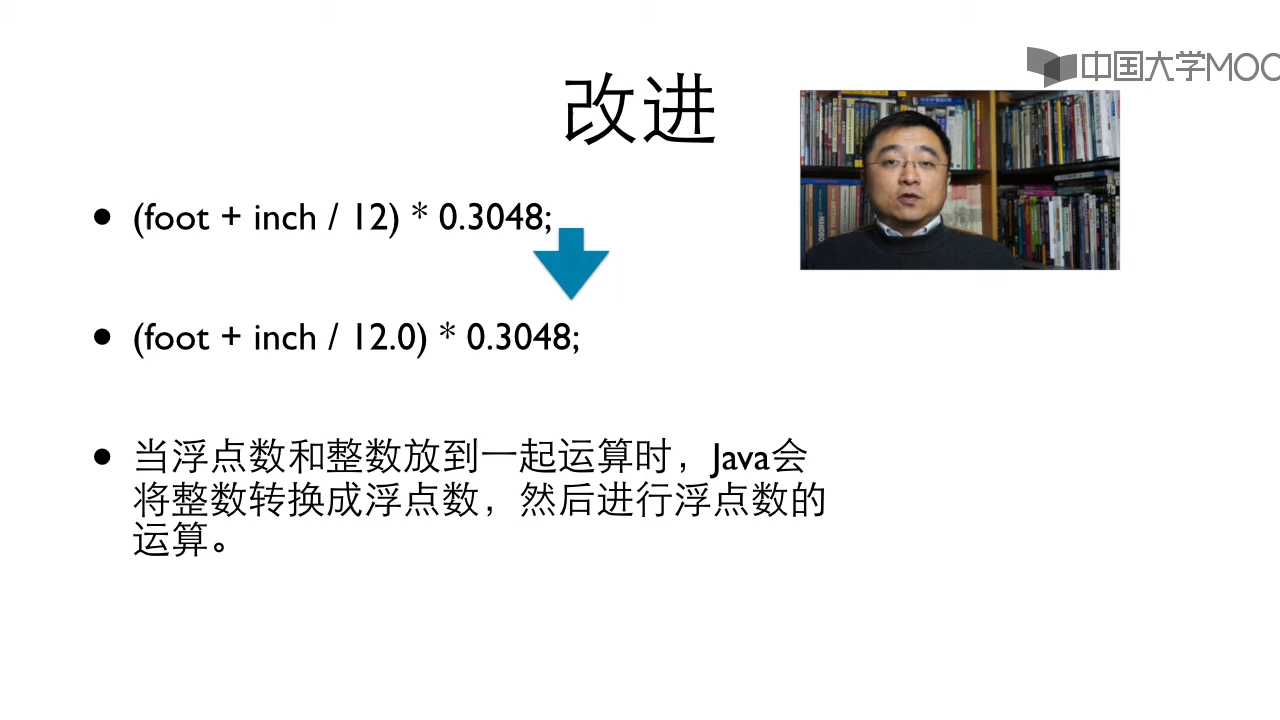 中国大学MOO
改进
(foot + inch / 12) * 0.3048;
(foot + inch / 12.0) * 0.3048;
当浮点数和整数放到一起运算时，Java会
将整数转换成浮点数，然后进行浮点数的
运算。